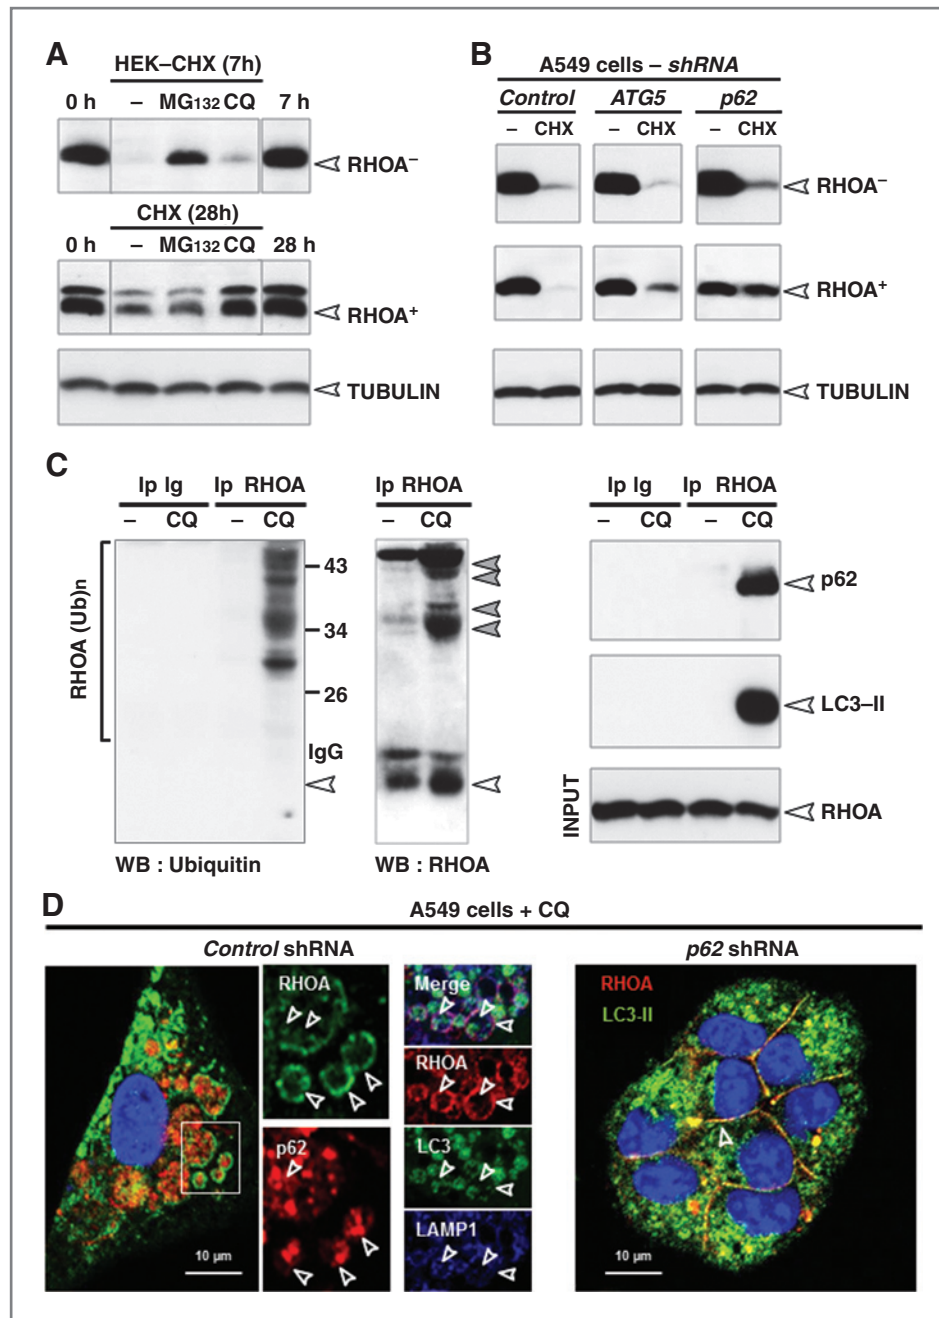 A
HEK–CHX (7h)
0 h – MG132 CQ 7 h
RHOA–
CHX (28h)
0 h – MG132 CQ 28 h
RHOA+
TUBULIN
B
A549 cells – shRNA
Control ATG5 p62
– CHX – CHX – CHX
RHOA–
RHOA+
TUBULIN
C
Ip Ig Ip RHOA
– CQ – CQ
RHOA (Ub)n
43
34
26
IgG
WB : Ubiquitin
Ip RHOA
– CQ
WB : RHOA
Ip Ig Ip RHOA
– CQ – CQ
p62
LC3–II
INPUT
RHOA
D
A549 cells + CQ
Control shRNA
10 µm
RHOA
p62
Merge
RHOA
LC3
LAMP1
p62 shRNA
RHOA
LC3-II
10 µm